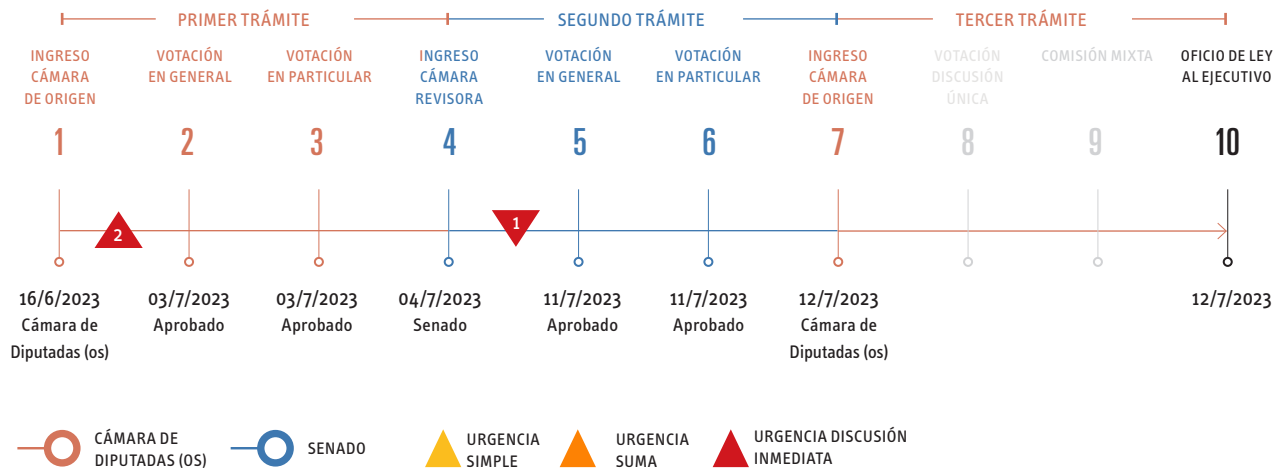 PRIMER TRÁMITE
SEGUNDO TRÁMITE
TERCER TRÁMITE
INGRESO
CÁMARA
DE ORIGEN
VOTACIÓN
EN GENERAL
VOTACIÓN
EN PARTICULAR
INGRESO
CÁMARA
REVISORA
VOTACIÓN
EN GENERAL
VOTACIÓN
EN PARTICULAR
INGRESO
CÁMARA
DE ORIGEN
VOTACIÓN
DISCUSIÓN
ÚNICA
COMISIÓN MIXTA
OFICIO DE LEY
AL EJECUTIVO
1
2
3
4
5
6
7
8
9
10
2
1
16/6/2023
Cámara de
Diputadas (os)
03/7/2023
Aprobado
03/7/2023
Aprobado
04/7/2023
Senado
11/7/2023
Aprobado
11/7/2023
Aprobado
12/7/2023
Cámara de
Diputadas (os)
12/7/2023
CÁMARA DE
DIPUTADAS (OS)
SENADO
URGENCIA
SIMPLE
URGENCIA
SUMA
URGENCIA DISCUSIÓN
INMEDIATA